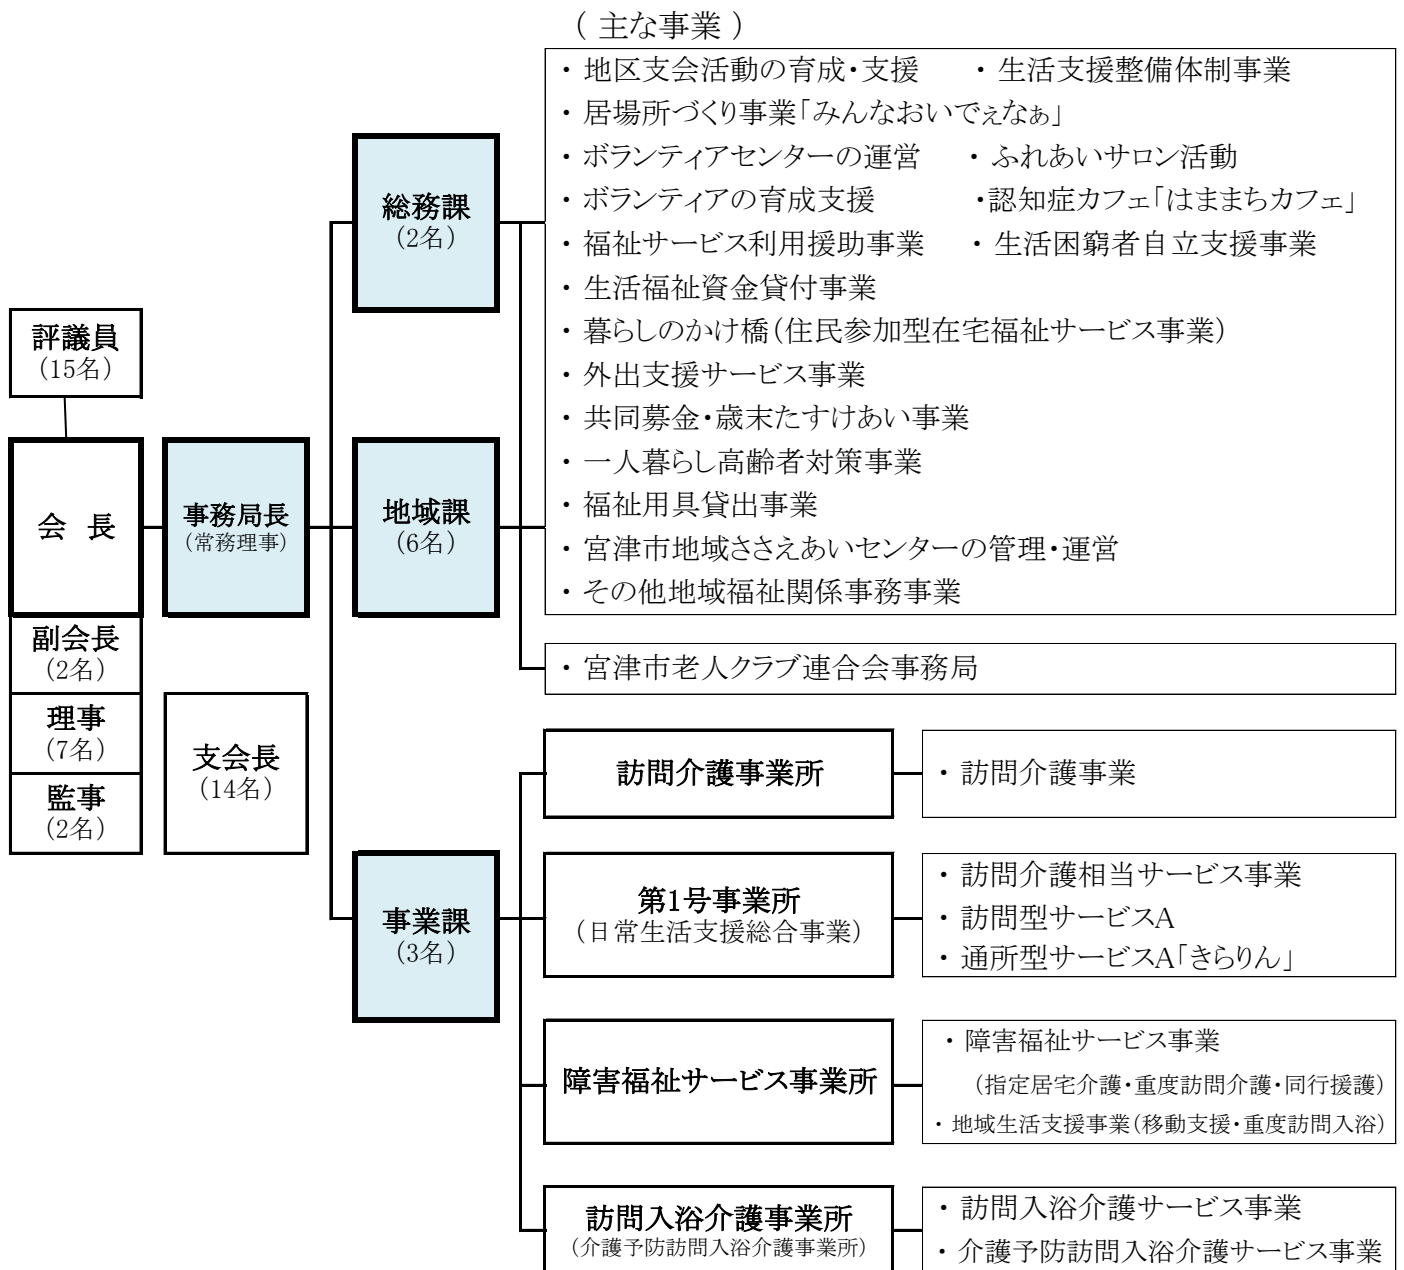 （ 主な事業 ）
・ 地区支会活動の育成・支援　　・ 生活支援整備体制事業
・ 居場所づくり事業「みんなおいでぇなぁ」
・ ボランティアセンターの運営　　・ ふれあいサロン活動
・ ボランティアの育成支援　　　　・認知症カフェ「はままちカフェ」
・ 福祉サービス利用援助事業　　・ 生活困窮者自立支援事業
・ 生活福祉資金貸付事業
・ 暮らしのかけ橋（住民参加型在宅福祉サービス事業）
・ 外出支援サービス事業
・ 共同募金・歳末たすけあい事業
・ 一人暮らし高齢者対策事業
・ 福祉用具貸出事業
・ 宮津市地域ささえあいセンターの管理・運営
・ その他地域福祉関係事務事業
・ 宮津市老人クラブ連合会事務局
総務課
（2名）
評議員
（15名）
会 長
事務局長
（常務理事）
地域課
（6名）
副会長
（2名）
理事
（7名）
監事
（2名）
支会長
（14名）
事業課
（3名）
訪問介護事業所
・ 訪問介護事業
第1号事業所
（日常生活支援総合事業）
・ 訪問介護相当サービス事業
・ 訪問型サービスA
・ 通所型サービスA「きらりん」
障害福祉サービス事業所
・ 障害福祉サービス事業
（指定居宅介護・重度訪問介護・同行援護）
・ 地域生活支援事業（移動支援・重度訪問入浴）
訪問入浴介護事業所
（介護予防訪問入浴介護事業所）
・ 訪問入浴介護サービス事業
・ 介護予防訪問入浴介護サービス事業